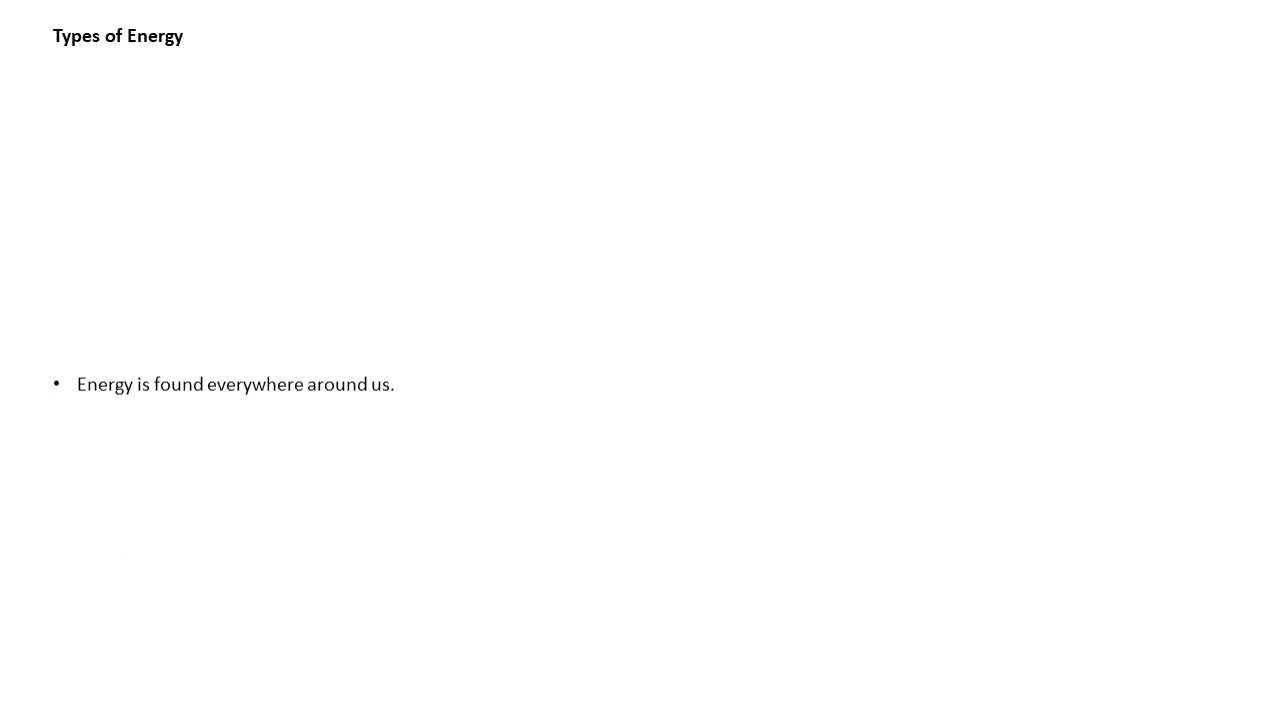 Types of Energy
• Energy is found everywhere around us.